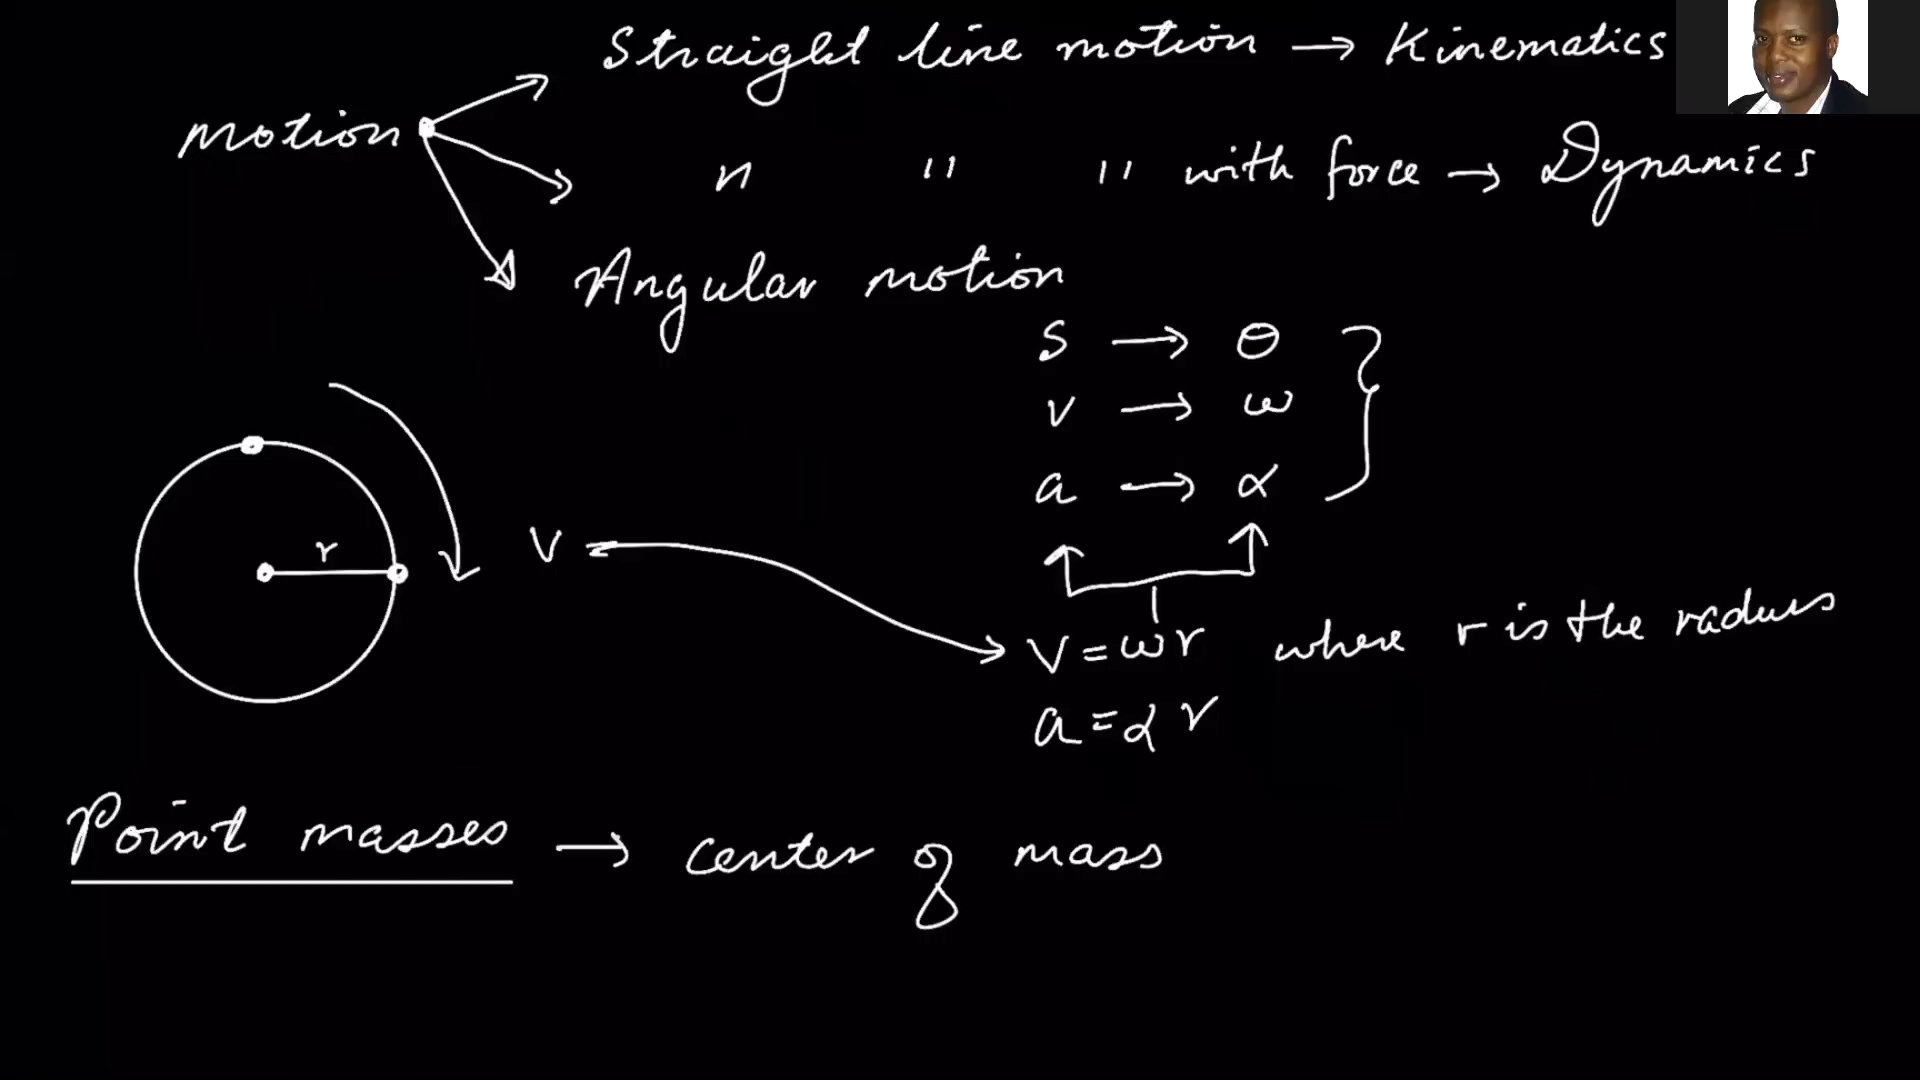 Straight line motion → Kinematics
motion
" " " with force → Dynamics
Angular motion
s → θ
v → ω
a → α
r
V
V = ωr where r is the radius
a = αr
Point masses → center of mass